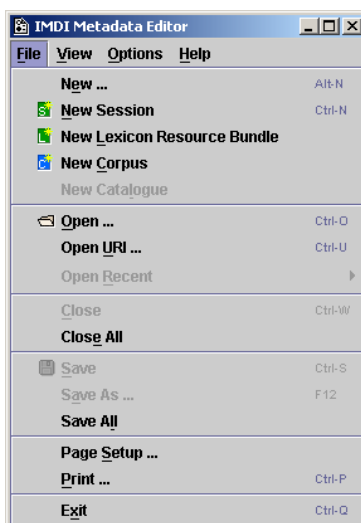 IMDI Metadata Editor
File View Options Help
New ... Alt-N
New Session Ctrl-N
New Lexicon Resource Bundle
New Corpus
New Catalogue
Open ... Ctrl-O
Open URI ... Ctrl-U
Open Recent
Close Ctrl-W
Close All
Save Ctrl-S
Save As ... F12
Save All
Page Setup ...
Print ... Ctrl-P
Exit Ctrl-Q